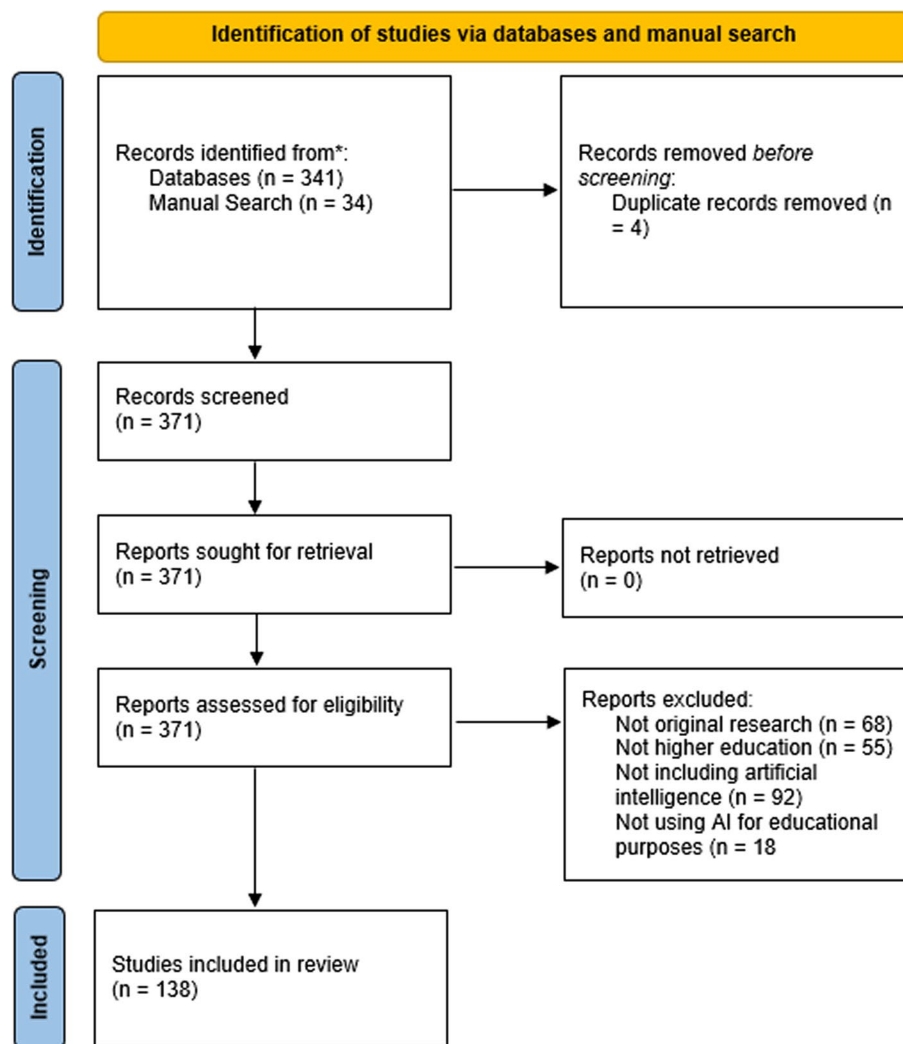 Identification of studies via databases and manual search
Identification
Records identified from*:
Databases (n = 341)
Manual Search (n = 34)
Records removed before
screening:
Duplicate records removed (n
= 4)
Screening
Records screened
(n = 371)
Reports sought for retrieval
(n = 371)
Reports not retrieved
(n = 0)
Reports assessed for eligibility
(n = 371)
Reports excluded:
Not original research (n = 68)
Not higher education (n = 55)
Not including artificial
intelligence (n = 92)
Not using AI for educational
purposes (n = 18
Included
Studies included in review
(n = 138)